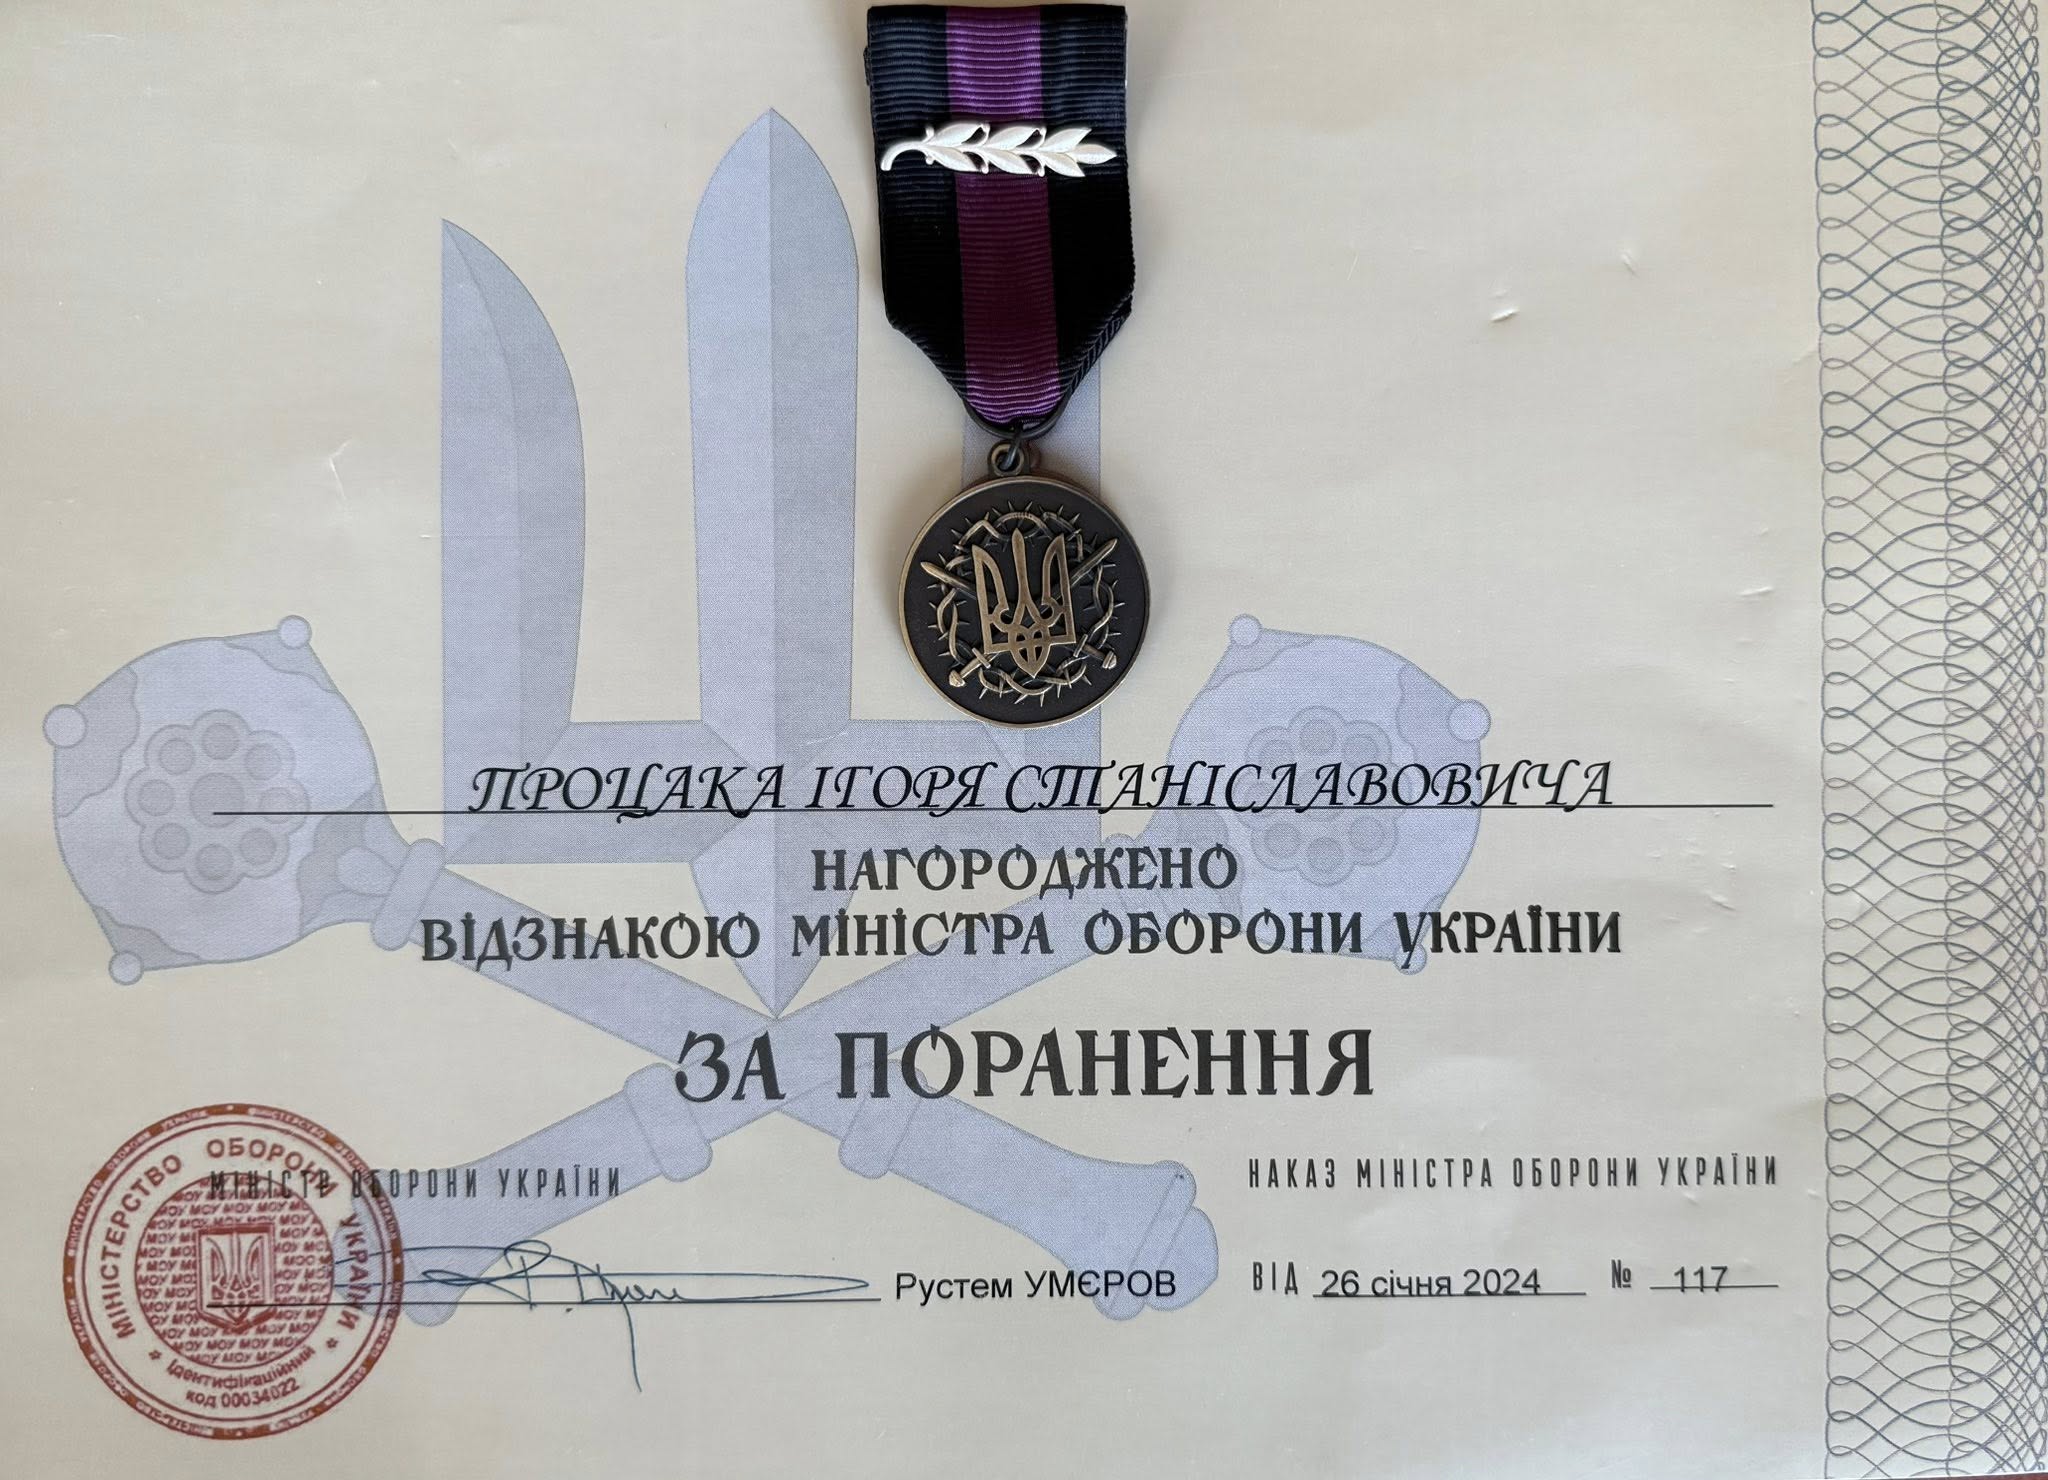 ПРОЦАКА ІГОРЯ СТАНІСЛАВОВИЧА
НАГОРОДЖЕНО
ВІДЗНАКОЮ МІНІСТРА ОБОРОНИ УКРАЇНИ
ЗА ПОРАНЕННЯ
МІНІСТР ОБОРОНИ УКРАЇНИ
Рустем УМЄРОВ
НАКАЗ МІНІСТРА ОБОРОНИ УКРАЇНИ
ВІД 26 січня 2024 № 117
МІНІСТЕРСТВО ОБОРОНИ УКРАЇНИ
Ідентифікаційний
код 00034022